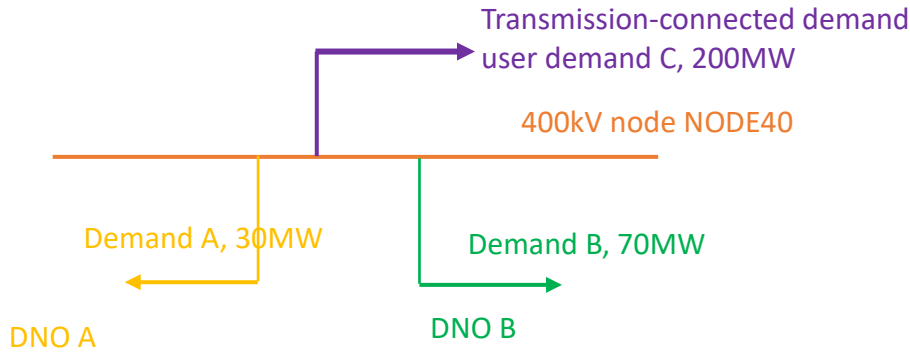 Transmission-connected demand
user demand C, 200MW
400kV node NODE40
Demand A, 30MW
Demand B, 70MW
DNO A
DNO B